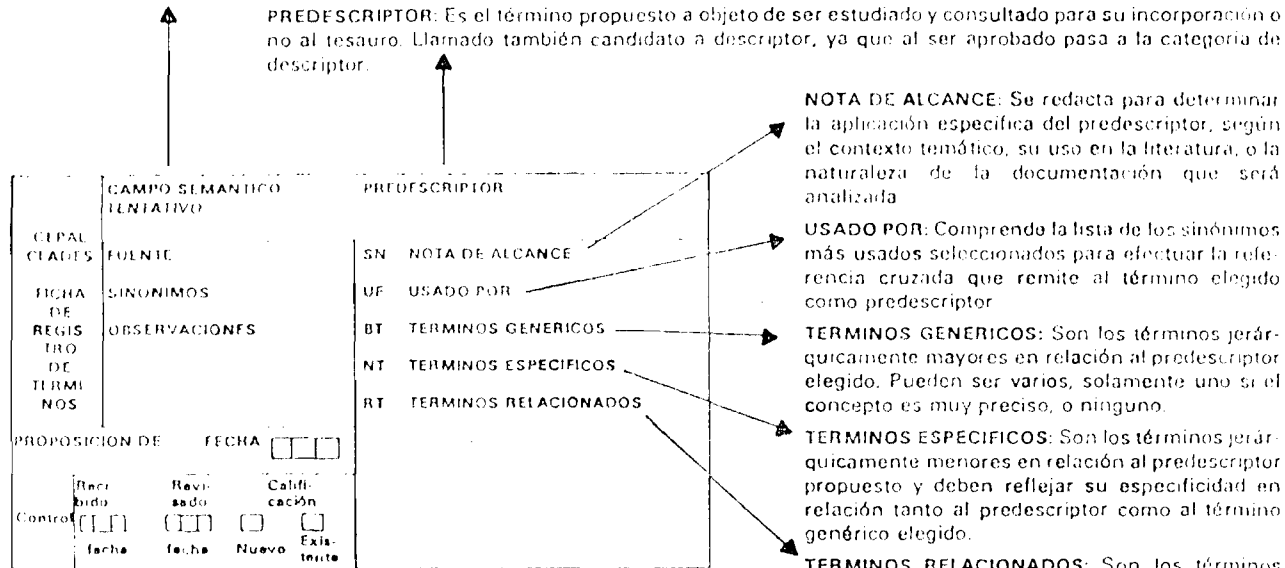 PREDESCRIPTOR: Es el término propuesto a objeto de ser estudiado y consultado para su incorporación o
no al tesauro. Llamado también candidato a descriptor, ya que al ser aprobado pasa a la categoría de
descriptor.
CAMPO SEMANTICO
TENTATIVO
PREDESCRIPTOR
CEPAL
CLADES
FUENTE
SN NOTA DE ALCANCE
FICHA
DE
REGIS
TRO
DE
TERMI
NOS
SINONIMOS
UF USADO POR
OBSERVACIONES
BT TERMINOS GENERICOS
NT TERMINOS ESPECIFICOS
RT TERMINOS RELACIONADOS
PROPOSICION DE FECHA
Control
Reci
bido
Revi-
sado
Califi-
cación
fecha fecha Nuevo Exis-
tente
NOTA DE ALCANCE: Se redacta para determinar
la aplicación específica del predescriptor, según
el contexto temático, su uso en la literatura, o la
naturaleza de la documentación que será
analizada
USADO POR: Comprende la lista de los sinónimos
más usados seleccionados para efectuar la refe-
rencia cruzada que remite al término elegido
como predescriptor
TERMINOS GENERICOS: Son los términos jerár-
quicamente mayores en relación al predescriptor
elegido. Pueden ser varios, solamente uno si el
concepto es muy preciso, o ninguno.
TERMINOS ESPECIFICOS: Son los términos jerár-
quicamente menores en relación al predescriptor
propuesto y deben reflejar su especificidad en
relación tanto al predescriptor como al término
genérico elegido.
TERMINOS RELACIONADOS: Son los términos